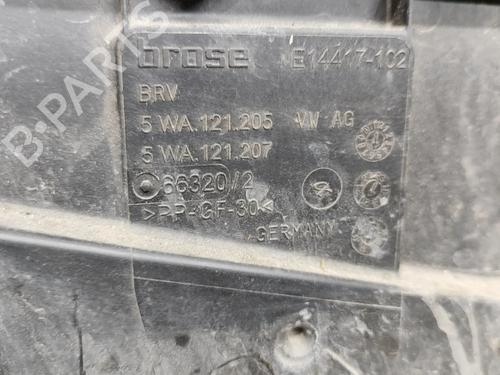 brose E14417-102
BRV
5 WA.121.205 VW AG
5 WA.121.207
66320/2
>PP-GF-30<
GERMANY